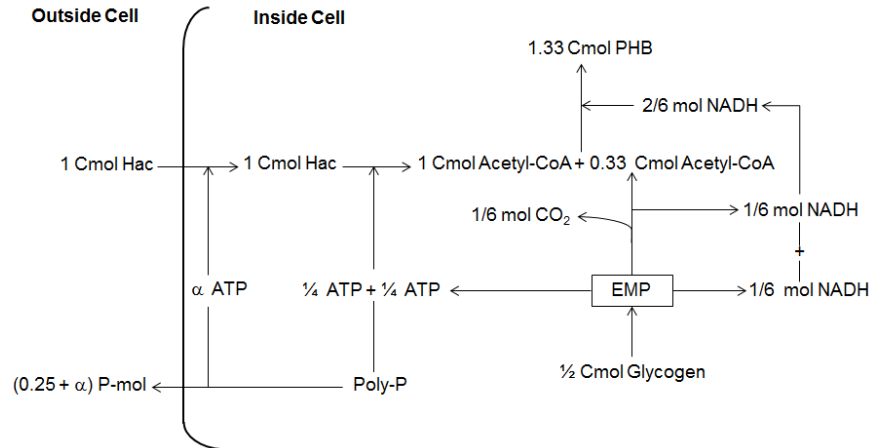 Outside Cell
Inside Cell
1.33 Cmol PHB
2/6 mol NADH
1 Cmol Hac
1 Cmol Hac
1 Cmol Acetyl-CoA + 0.33 Cmol Acetyl-CoA
1/6 mol CO2
1/6 mol NADH
+
α ATP
¼ ATP + ¼ ATP
EMP
1/6 mol NADH
(0.25 + α) P-mol
Poly-P
½ Cmol Glycogen